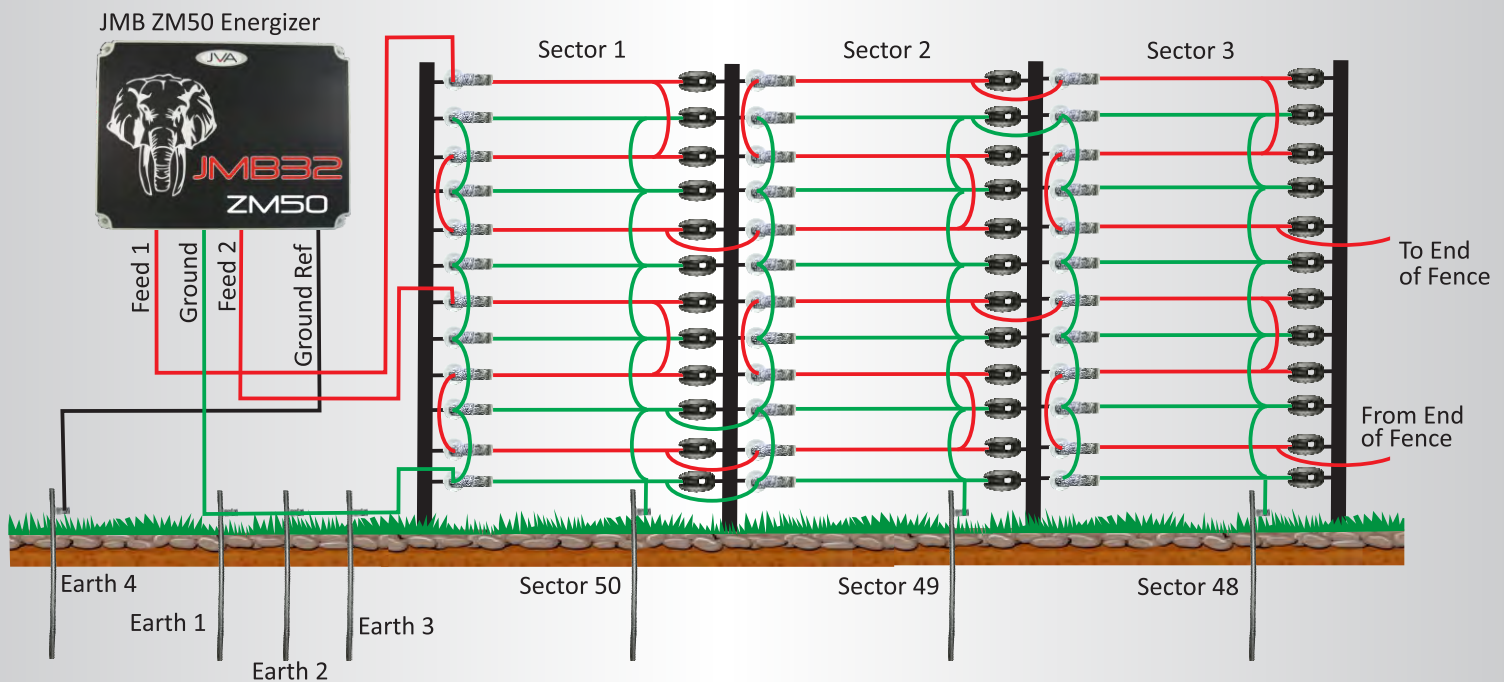 JMB ZM50 Energizer
JVA
JMB32
ZM50
Feed 1
Ground
Feed 2
Ground Ref
Sector 1
Sector 2
Sector 3
To End
of Fence
From End
of Fence
Earth 4
Earth 1
Earth 2
Earth 3
Sector 50
Sector 49
Sector 48